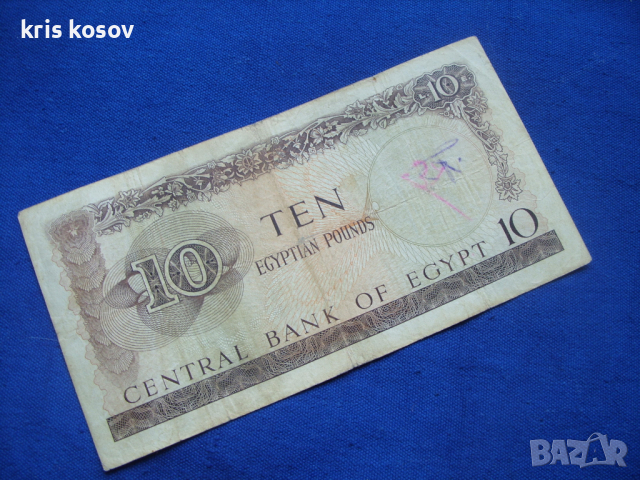 kris kosov
10
TEN
EGYPTIAN POUNDS
10
CENTRAL BANK OF EGYPT 10
BAZAR